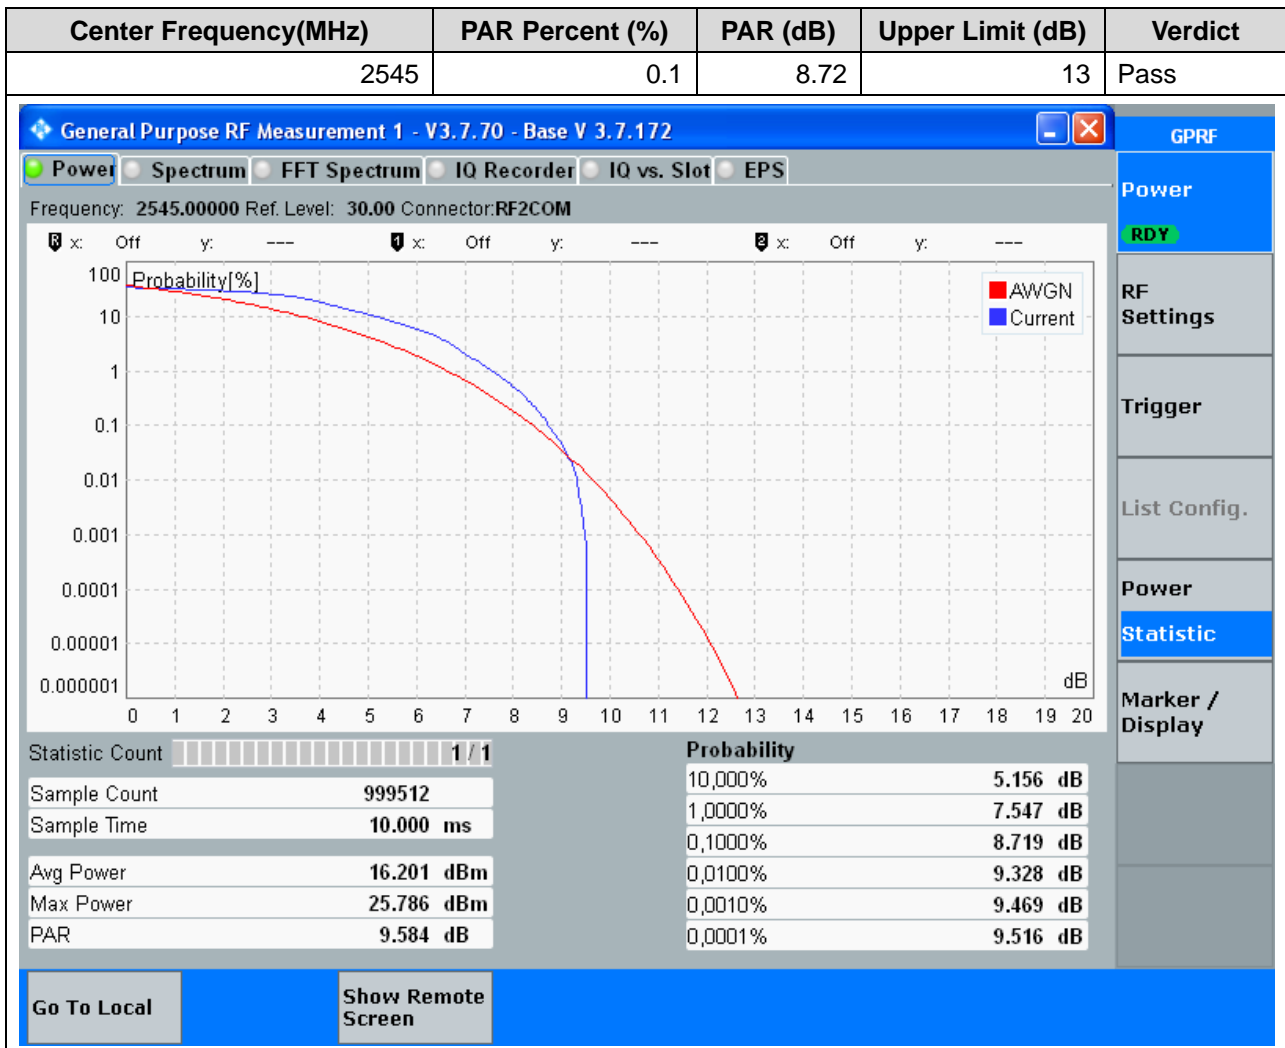 Center Frequency(MHz) PAR Percent (%) PAR (dB) Upper Limit (dB) Verdict
2545 0.1 8.72 13 Pass
General Purpose RF Measurement 1 - V3.7.70 - Base V 3.7.172
GPRF
Power Spectrum FFT Spectrum IQ Recorder IQ vs. Slot EPS
Power
RDY
Frequency: 2545.00000 Ref. Level: 30.00 Connector:RF2COM
R x: Off y: --- 1 x: Off y: --- 2 x: Off y: ---
Probability[%]
AWGN
Current
100
10
1
0.1
0.01
0.001
0.0001
0.00001
0.000001
dB
0 1 2 3 4 5 6 7 8 9 10 11 12 13 14 15 16 17 18 19 20
RF
Settings
Trigger
List Config.
Power
Statistic
Marker /
Display
Statistic Count 1 / 1
Sample Count 999512
Sample Time 10.000 ms
Avg Power 16.201 dBm
Max Power 25.786 dBm
PAR 9.584 dB
Probability
10,000% 5.156 dB
1,0000% 7.547 dB
0,1000% 8.719 dB
0,0100% 9.328 dB
0,0010% 9.469 dB
0,0001% 9.516 dB
Go To Local
Show Remote
Screen